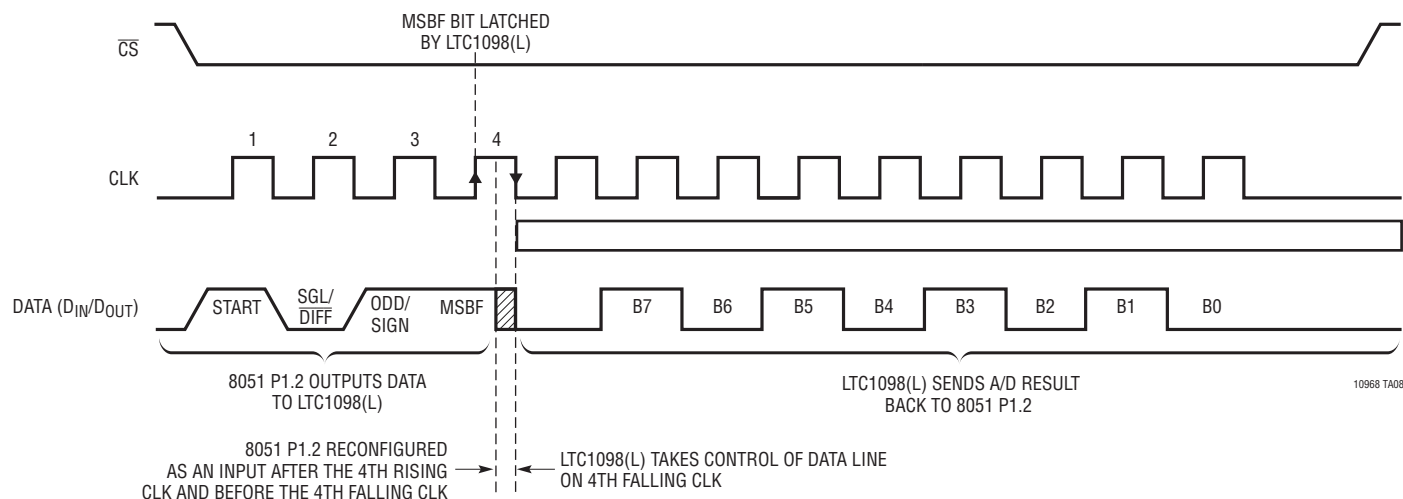 MSBF BIT LATCHED
BY LTC1098(L)
CS
1 2 3 4
CLK
DATA (DIN/DOUT)
START
SGL/
DIFF
ODD/
SIGN
MSBF
B7 B6 B5 B4 B3 B2 B1 B0
8051 P1.2 OUTPUTS DATA
TO LTC1098(L)
LTC1098(L) SENDS A/D RESULT
BACK TO 8051 P1.2
10968 TA08
8051 P1.2 RECONFIGURED
AS AN INPUT AFTER THE 4TH RISING
CLK AND BEFORE THE 4TH FALLING CLK
LTC1098(L) TAKES CONTROL OF DATA LINE
ON 4TH FALLING CLK